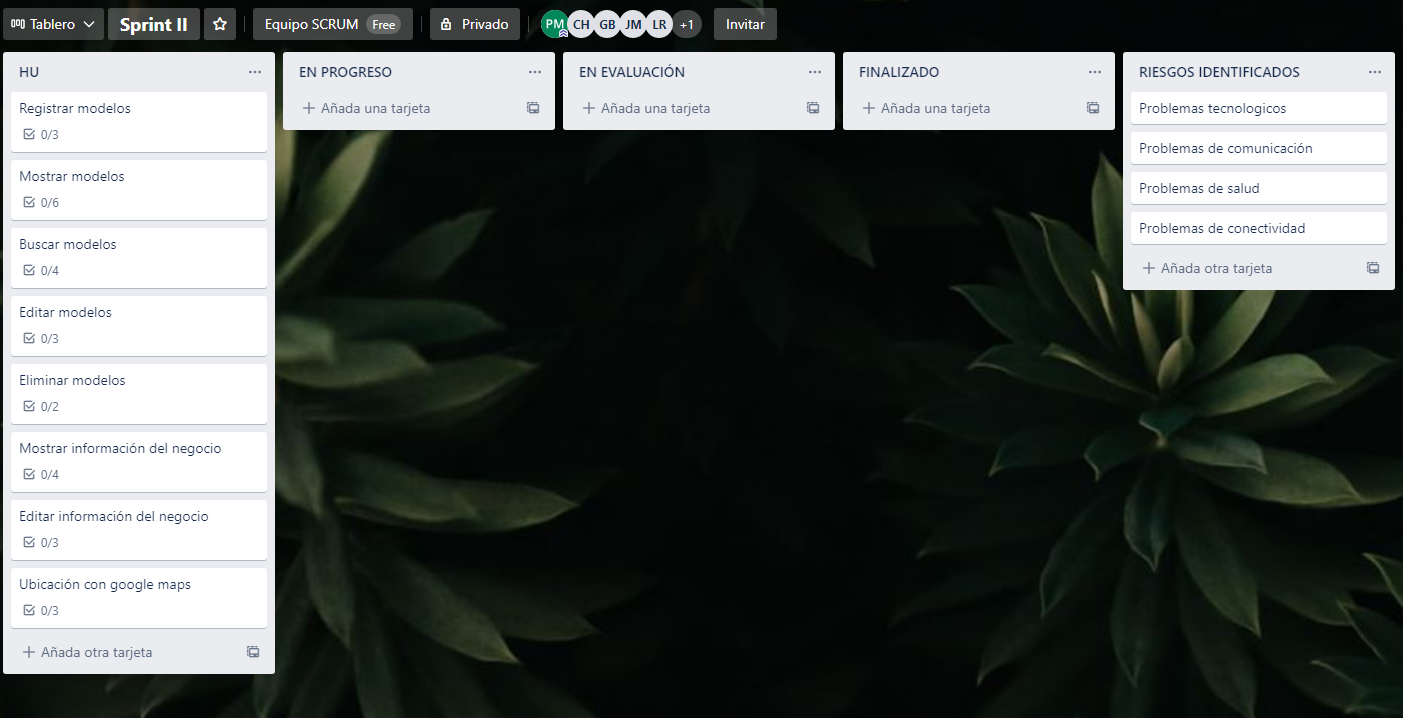 Tablero
Sprint II
Equipo SCRUM Free
Privado
PM CH GB JM LR +1
Invitar
HU
Registrar modelos
0/3
Mostrar modelos
0/6
Buscar modelos
0/4
Editar modelos
0/3
Eliminar modelos
0/2
Mostrar información del negocio
0/4
Editar información del negocio
0/3
Ubicación con google maps
0/3
Añada otra tarjeta
EN PROGRESO
Añada una tarjeta
EN EVALUACIÓN
Añada una tarjeta
FINALIZADO
Añada una tarjeta
RIESGOS IDENTIFICADOS
Problemas tecnologicos
Problemas de comunicación
Problemas de salud
Problemas de conectividad
Añada otra tarjeta